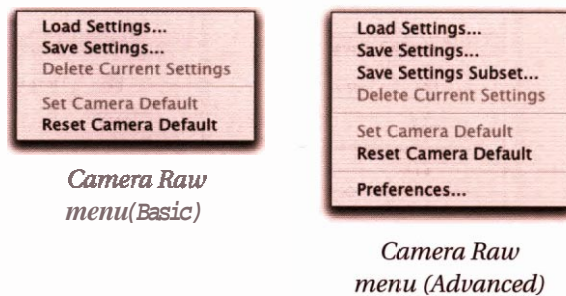 Load Settings...
Save Settings...
Delete Current Settings
Set Camera Default
Reset Camera Default
Camera Raw
menu(Basic)
Load Settings...
Save Settings...
Save Settings Subset...
Delete Current Settings
Set Camera Default
Reset Camera Default
Preferences...
Camera Raw
menu (Advanced)